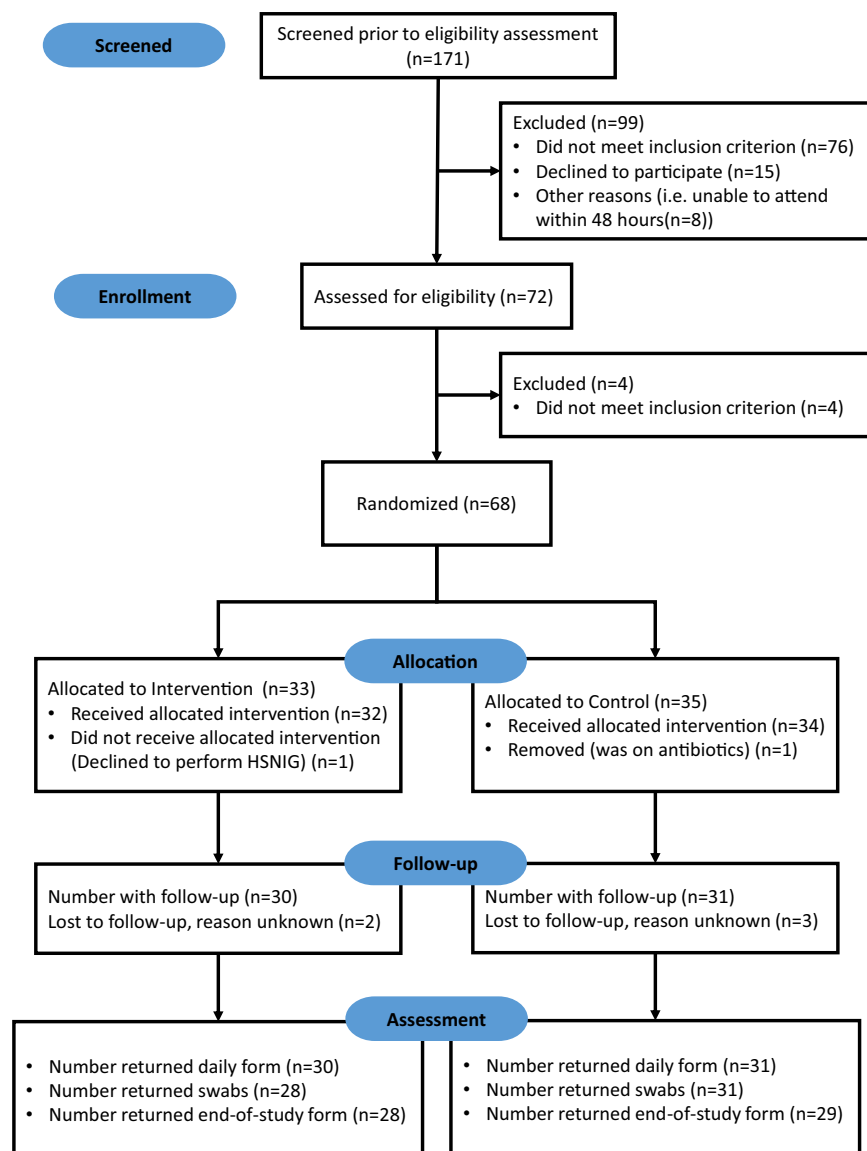 Screened
Screened prior to eligibility assessment
(n=171)
Excluded (n=99)
• Did not meet inclusion criterion (n=76)
• Declined to participate (n=15)
• Other reasons (i.e. unable to attend
within 48 hours(n=8))
Enrollment
Assessed for eligibility (n=72)
Excluded (n=4)
• Did not meet inclusion criterion (n=4)
Randomized (n=68)
Allocation
Allocated to Intervention (n=33)
• Received allocated intervention (n=32)
• Did not receive allocated intervention
(Declined to perform HSNIG) (n=1)
Allocated to Control (n=35)
• Received allocated intervention (n=34)
• Removed (was on antibiotics) (n=1)
Follow-up
Number with follow-up (n=30)
Lost to follow-up, reason unknown (n=2)
Number with follow-up (n=31)
Lost to follow-up, reason unknown (n=3)
Assessment
• Number returned daily form (n=30)
• Number returned swabs (n=28)
• Number returned end-of-study form (n=28)
• Number returned daily form (n=31)
• Number returned swabs (n=31)
• Number returned end-of-study form (n=29)